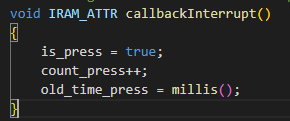 void IRAM_ATTR callbackInterrupt()
{
    is_press = true;
    count_press++;
    old_time_press = millis();
}